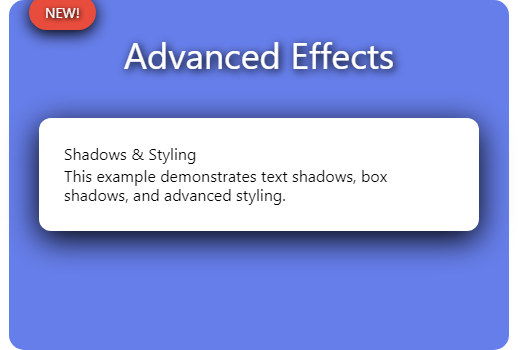 NEW!
Advanced Effects
Shadows & Styling
This example demonstrates text shadows, box
shadows, and advanced styling.